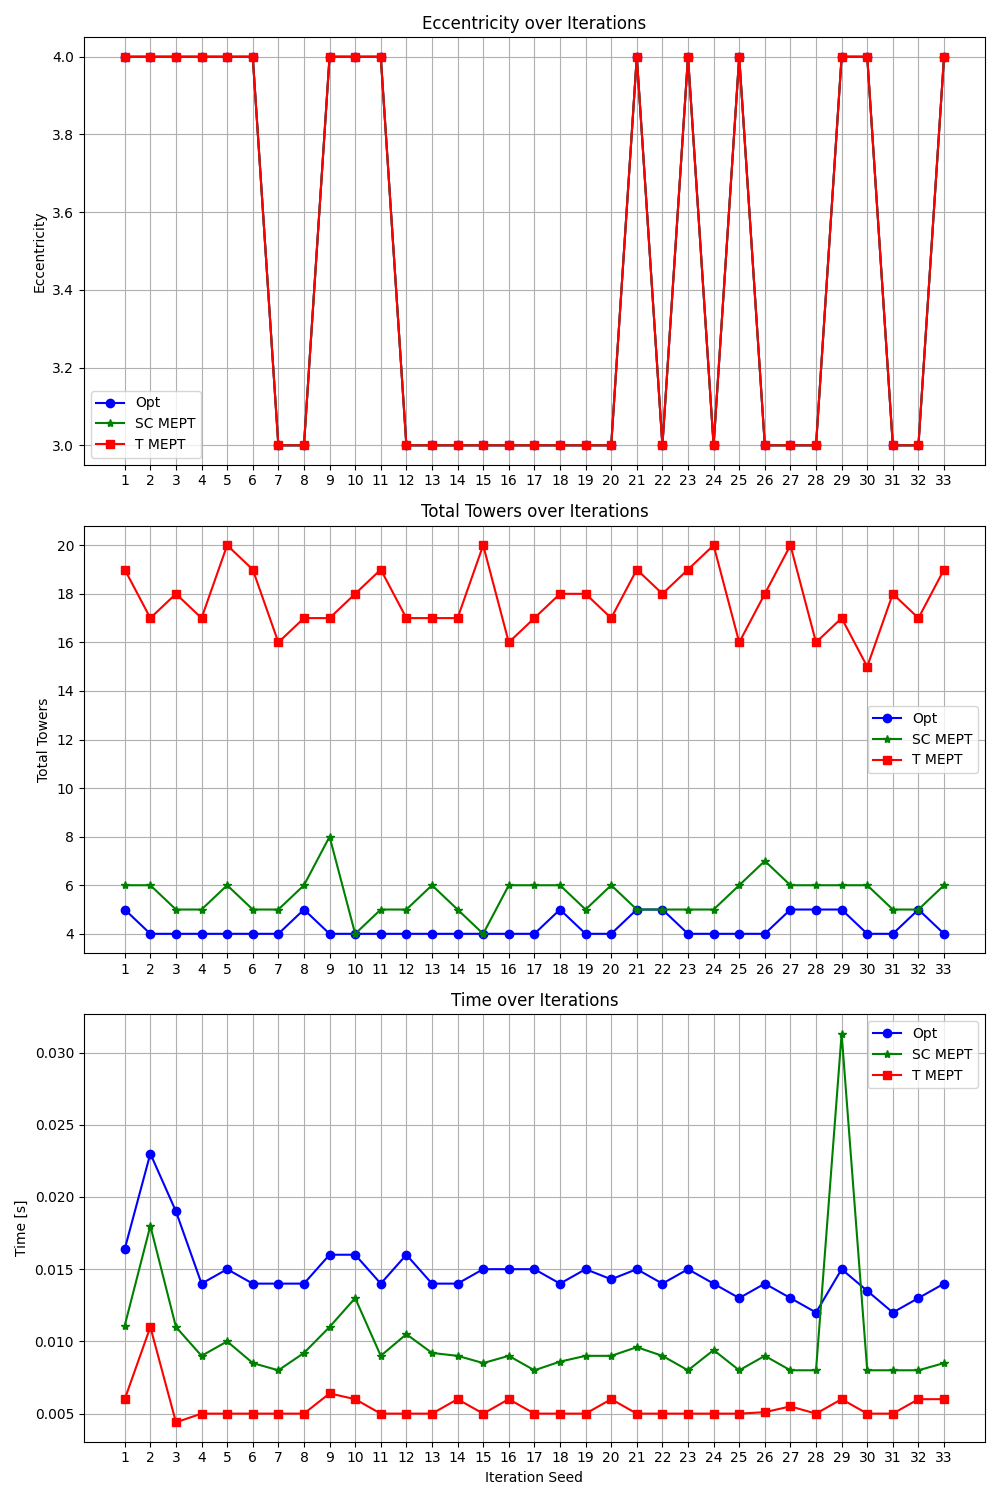 Eccentricity over Iterations
4.0
3.8
3.6
3.4
3.2
3.0
Eccentricity
Opt
SC MEPT
T MEPT
1 2 3 4 5 6 7 8 9 10 11 12 13 14 15 16 17 18 19 20 21 22 23 24 25 26 27 28 29 30 31 32 33
Total Towers over Iterations
20
18
16
14
12
10
8
6
4
Total Towers
Opt
SC MEPT
T MEPT
1 2 3 4 5 6 7 8 9 10 11 12 13 14 15 16 17 18 19 20 21 22 23 24 25 26 27 28 29 30 31 32 33
Time over Iterations
0.030
0.025
0.020
0.015
0.010
0.005
Time [s]
Opt
SC MEPT
T MEPT
1 2 3 4 5 6 7 8 9 10 11 12 13 14 15 16 17 18 19 20 21 22 23 24 25 26 27 28 29 30 31 32 33
Iteration Seed